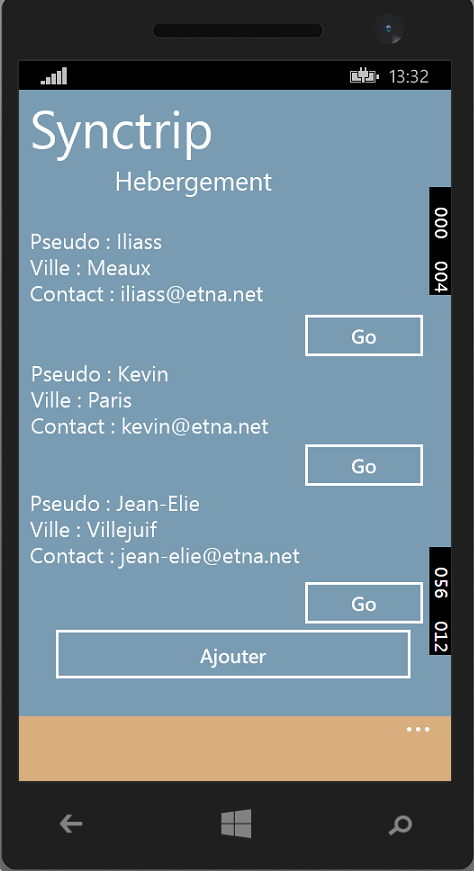 13:32
Synctrip
Hebergement
000 004
Pseudo : Iliass
Ville : Meaux
Contact : iliass@etna.net
Go
Pseudo : Kevin
Ville : Paris
Contact : kevin@etna.net
Go
Pseudo : Jean-Elie
Ville : Villejuif
Contact : jean-elie@etna.net
056 012
Go
Ajouter